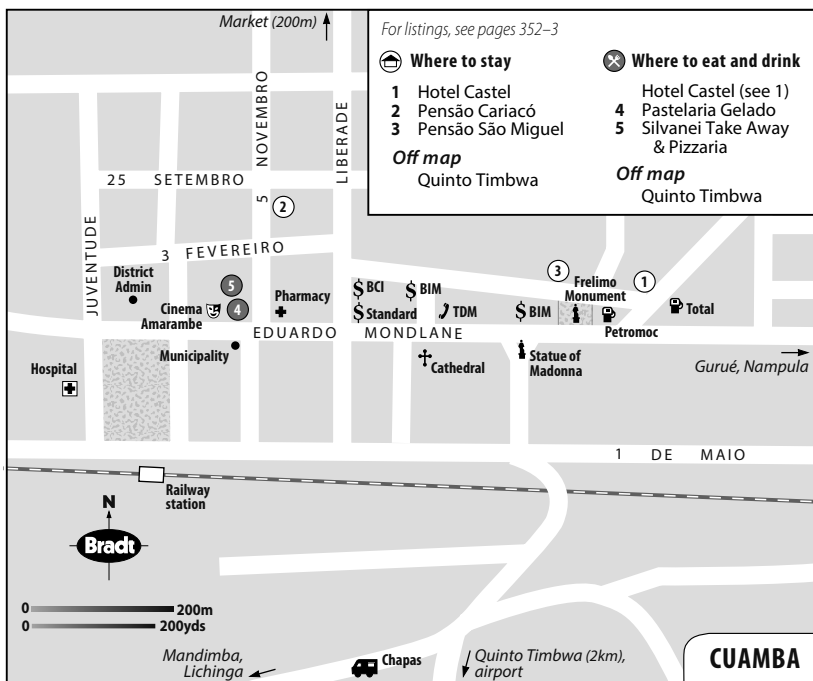 Market (200m)
For listings, see pages 352–3
Where to stay
1 Hotel Castel
2 Pensão Cariacó
3 Pensão São Miguel
Off map
Quinto Timbwa
Where to eat and drink
Hotel Castel (see 1)
4 Pastelaria Gelado
5 Silvanei Take Away
& Pizzaria
Off map
Quinto Timbwa
5 NOVEMBRO
LIBERADE
25 SETEMBRO
2
JUVENTUDE
3 FEVEREIRO
District
Admin
5
Cinema
Amarambe
4
Pharmacy
$ BCI
$ BIM
$ Standard
TDM
$ BIM
3
Frelimo
Monument
1
Petromoc
Total
EDUARDO MONDLANE
Municipality
Hospital
Cathedral
Statue of
Madonna
Gurué, Nampula
1 DE MAIO
Railway
station
N
Bradt
0 200m
0 200yds
Mandimba,
Lichinga
Chapas
Quinto Timbwa (2km),
airport
CUAMBA